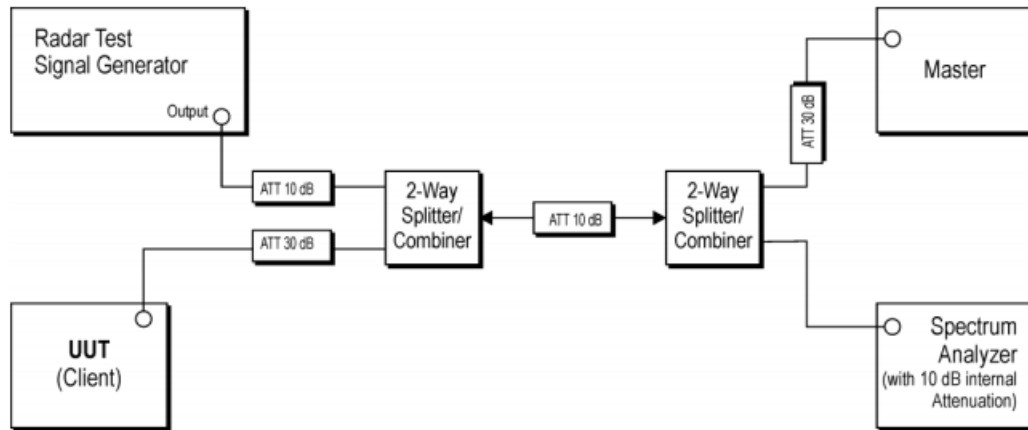 Radar Test
Signal Generator
Output
ATT 10 dB
2-Way
Splitter/
Combiner
ATT 30 dB
UUT
(Client)
ATT 10 dB
2-Way
Splitter/
Combiner
ATT 30 dB
Master
Spectrum
Analyzer
(with 10 dB internal
Attenuation)